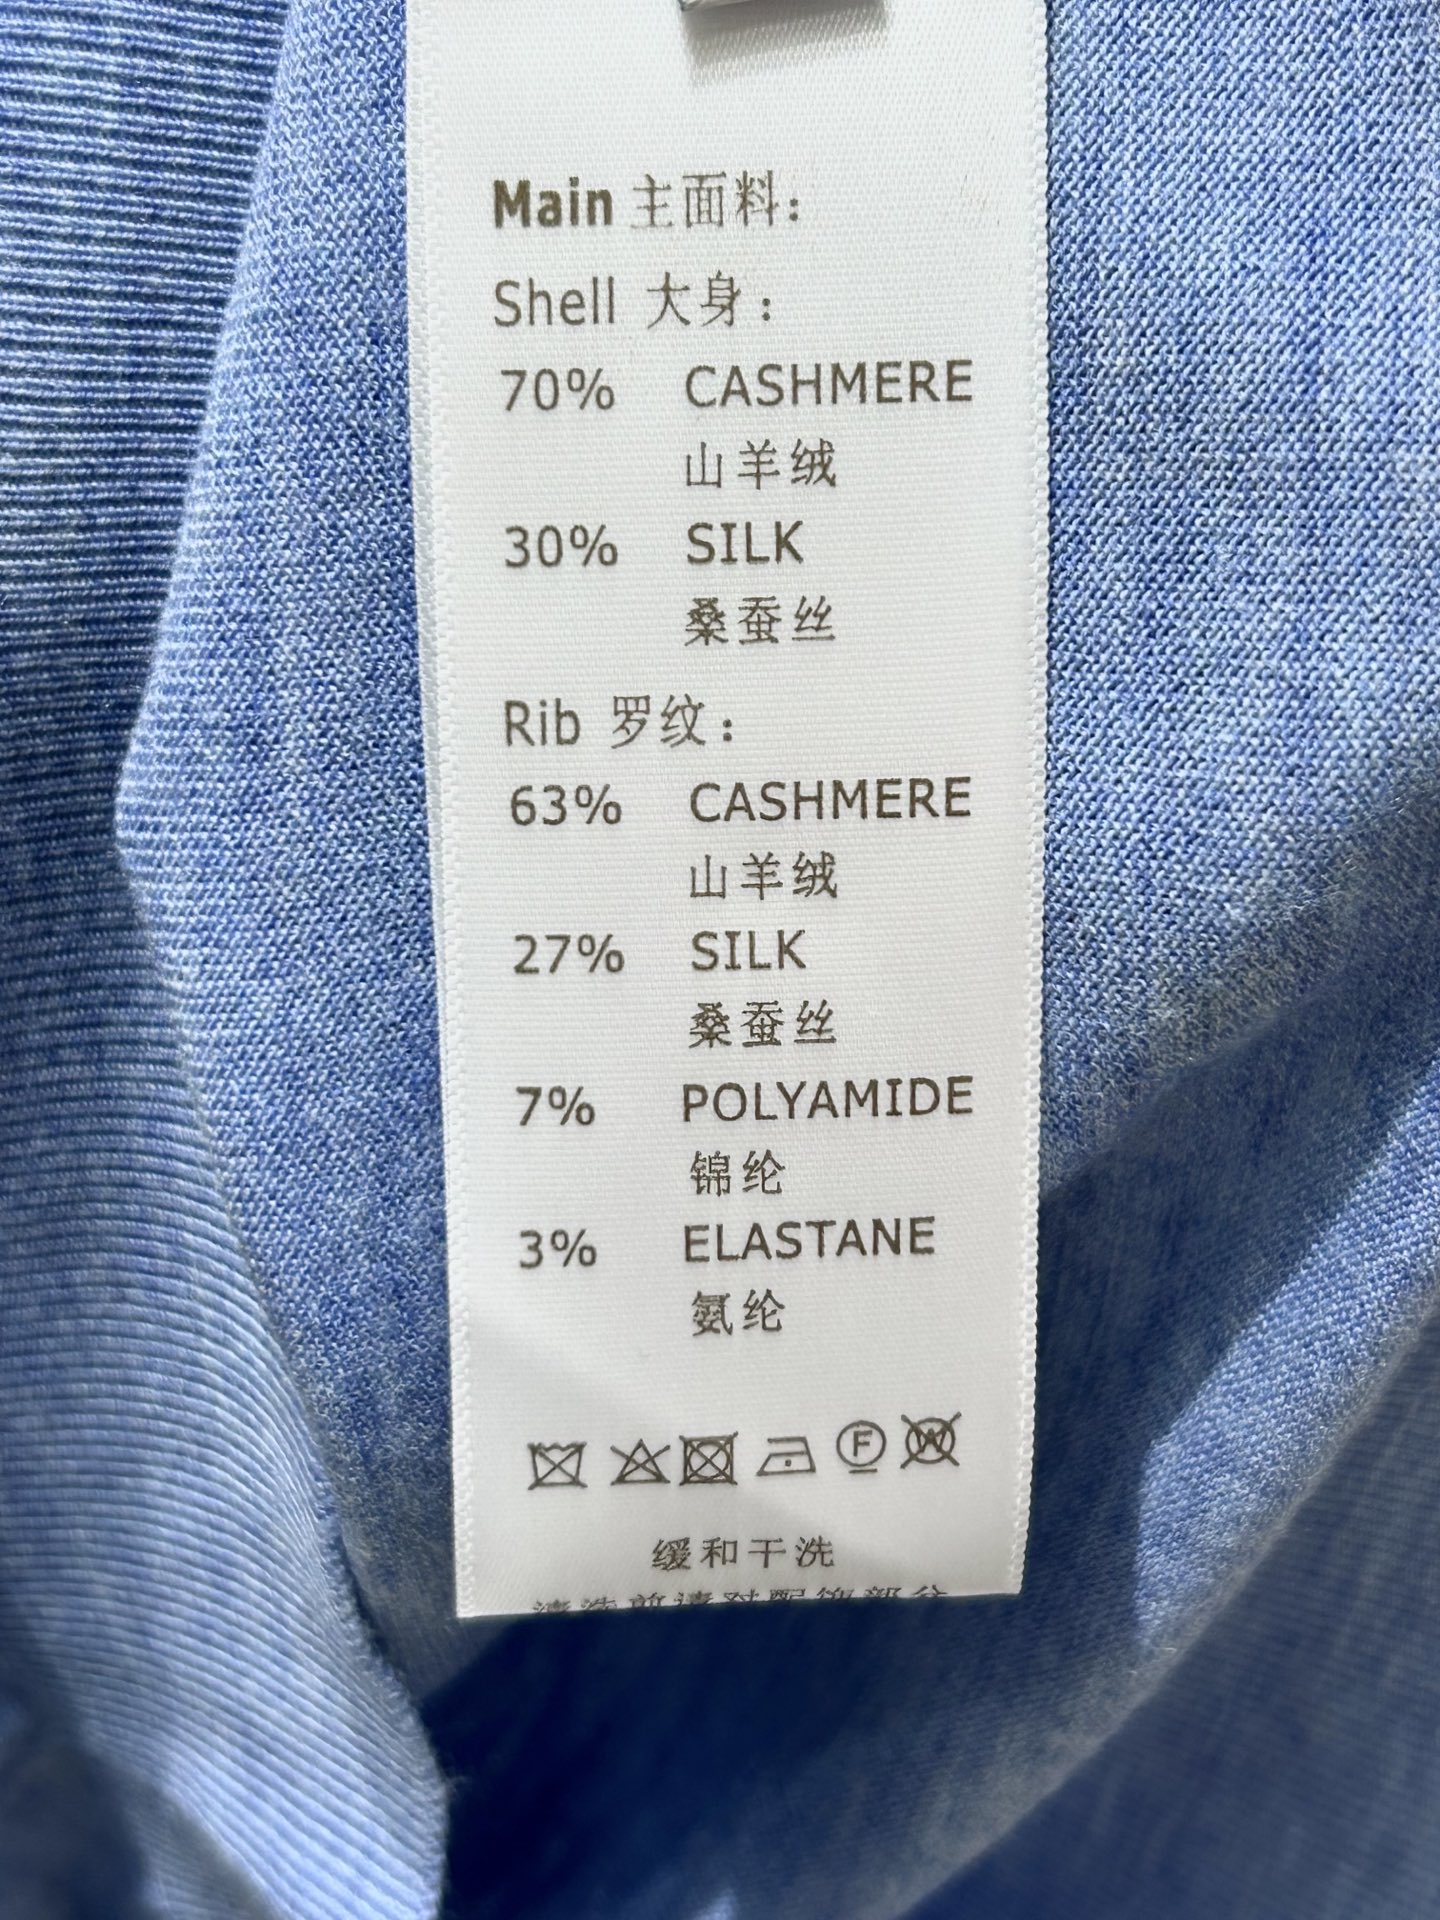 Main 主面料:
Shell 大身:
70% CASHMERE
山羊绒
30% SILK
桑蚕丝
Rib 罗纹:
63% CASHMERE
山羊绒
27% SILK
桑蚕丝
7% POLYAMIDE
锦纶
3% ELASTANE
氨纶
F W
缓和干洗